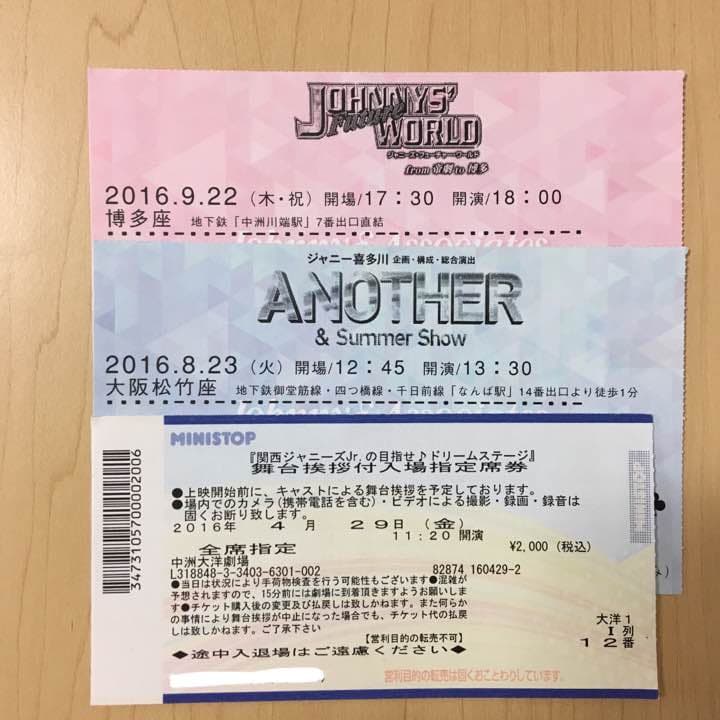 JOHNNYS'
Future
WORLD
ジャニーズ・フューチャー・ワールド
from 帝劇 to 博多
2016.9.22 (木・祝) 開場/17:30 開演/18:00
博多座 地下鉄「中洲川端駅」7番出口直結
Johnny & Associates
ジャニー喜多川 企画・構成・総合演出
ANOTHER
& Summer Show
2016.8.23 (火) 開場/12:45 開演/13:30
大阪松竹座 地下鉄御堂筋線・四つ橋線・千日前線「なんば駅」14番出口より徒歩1分
MINISTOP
『関西ジャニーズJr.の目指せ♪ドリームステージ』
舞台挨拶付入場指定席券
●上映開始前に、キャストによる舞台挨拶を予定しております。
●場内でのカメラ(携帯電話を含む)・ビデオによる撮影・録画・録音は
固くお断り致します。
2016年 4月 29日 (金)
11:20 開演
全席指定 ¥2,000 (税込)
中洲大洋劇場
L318848-3-3403-6301-002 82874 160429-2
●当日は状況により手荷物検査を行う可能性もございます●混雑が
予想されますので、15分前には劇場に到着頂きますようお願いしま
す●チケット購入後の変更及び払戻しは致しかねます。また何らか
の事情により舞台挨拶が中止になった場合でも、チケット代の払戻
しは致しかねます。ご了承下さい
【営利目的の転売不可】
◆途中入退場はご遠慮ください◆
大洋1
I 列
12番
営利目的の転売は固くおことわりしています。
3473105700002006